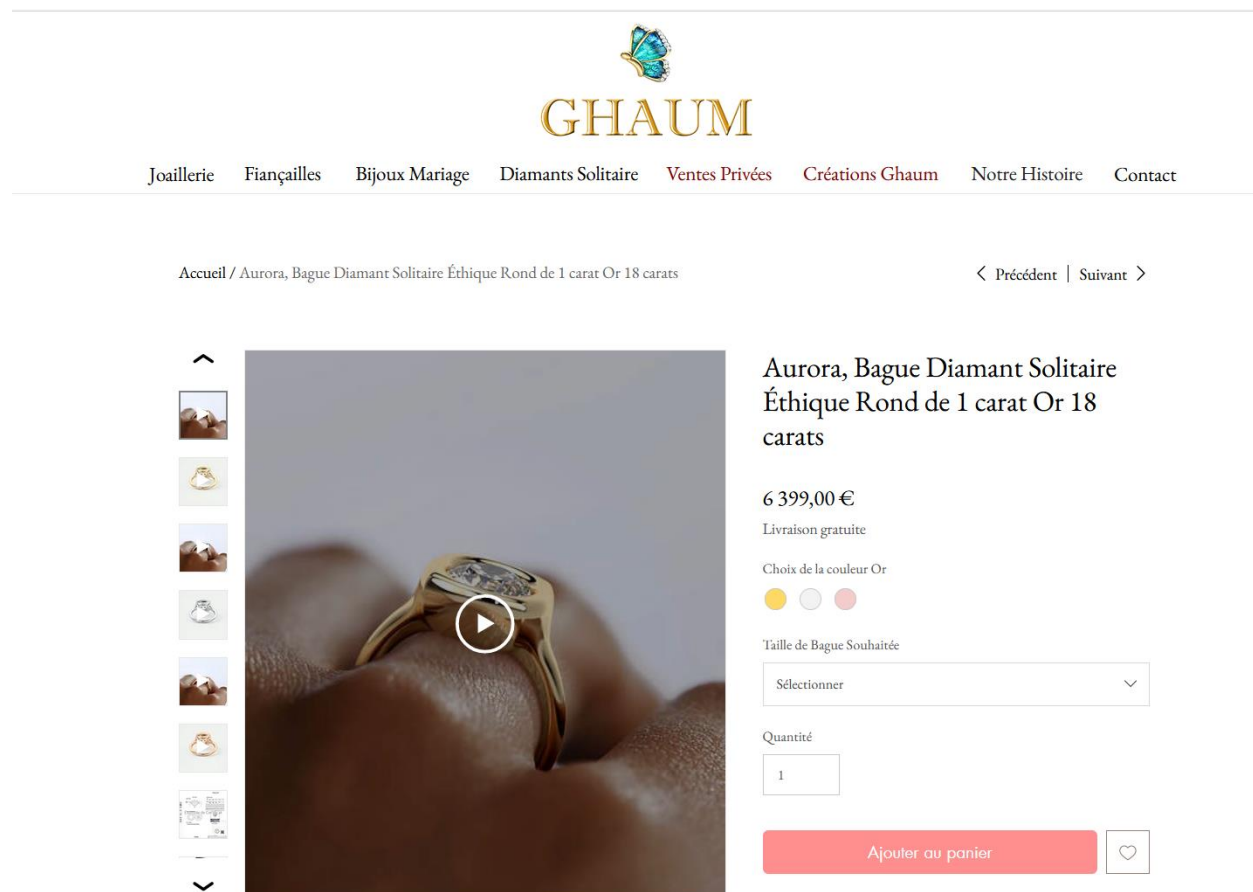 GHAUM
Joaillerie Fiançailles Bijoux Mariage Diamants Solitaire Ventes Privées Créations Ghaum Notre Histoire Contact
Accueil / Aurora, Bague Diamant Solitaire Éthique Rond de 1 carat Or 18 carats
Précédent | Suivant
Aurora, Bague Diamant Solitaire
Éthique Rond de 1 carat Or 18
carats
6 399,00 €
Livraison gratuite
Choix de la couleur Or
Taille de Bague Souhaitée
Sélectionner
Quantité
1
Ajouter au panier